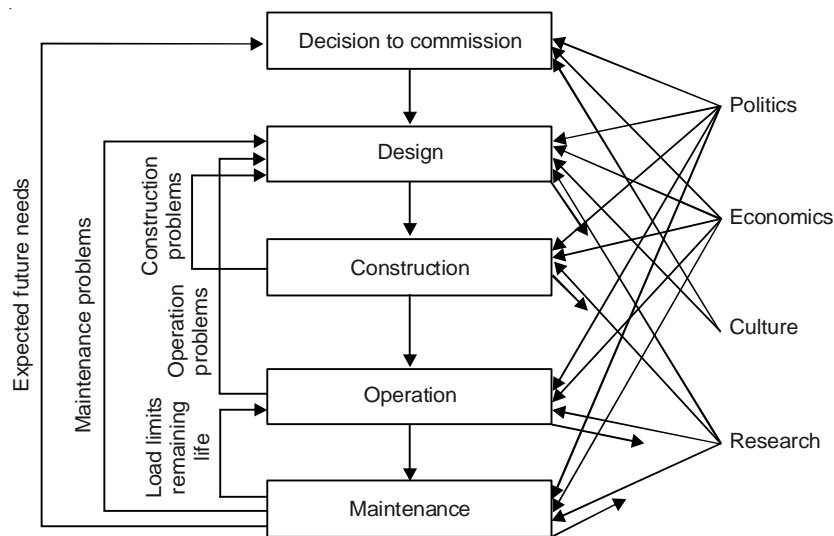 Decision to commission
Politics
Design
Economics
Construction
problems
Construction
Expected future needs
Maintenance problems
Operation
problems
Culture
Operation
Load limits
remaining
life
Research
Maintenance